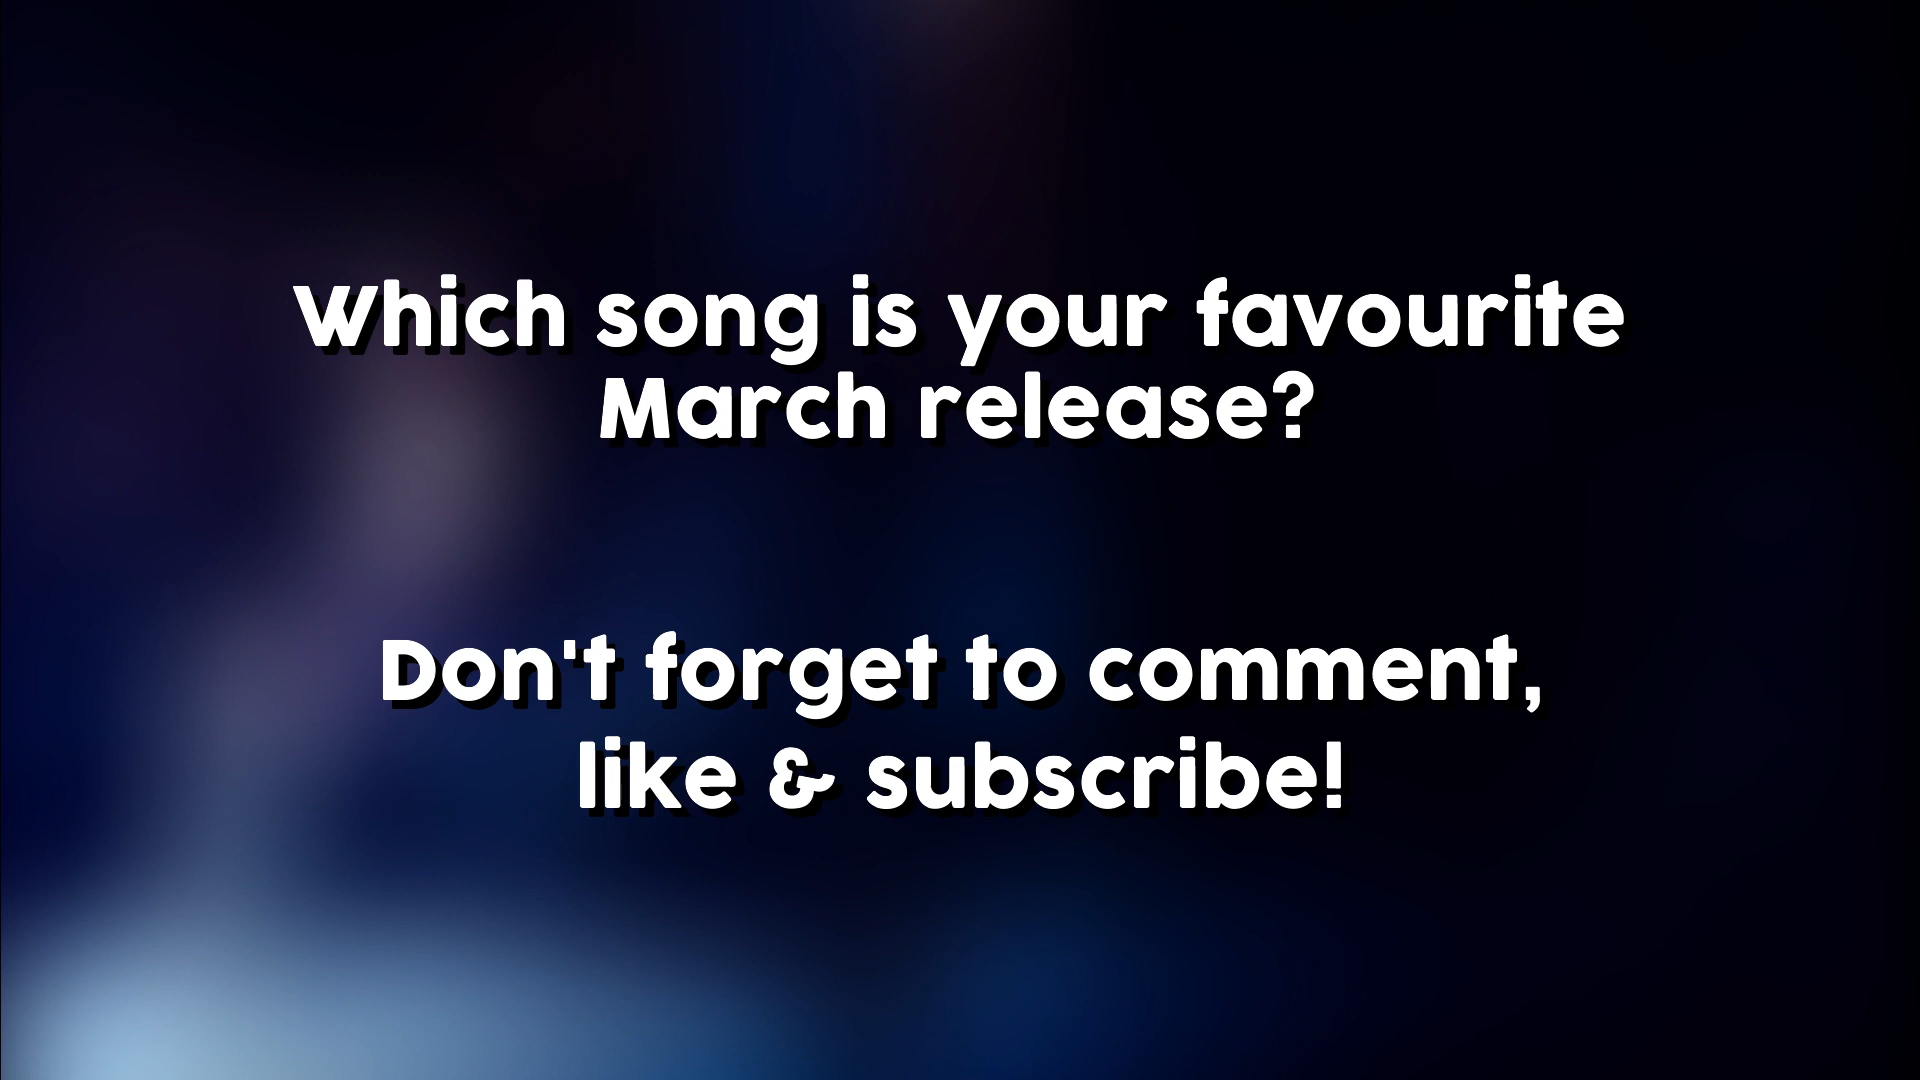 Which song is your favourite
March release?
Don't forget to comment,
like & subscribe!